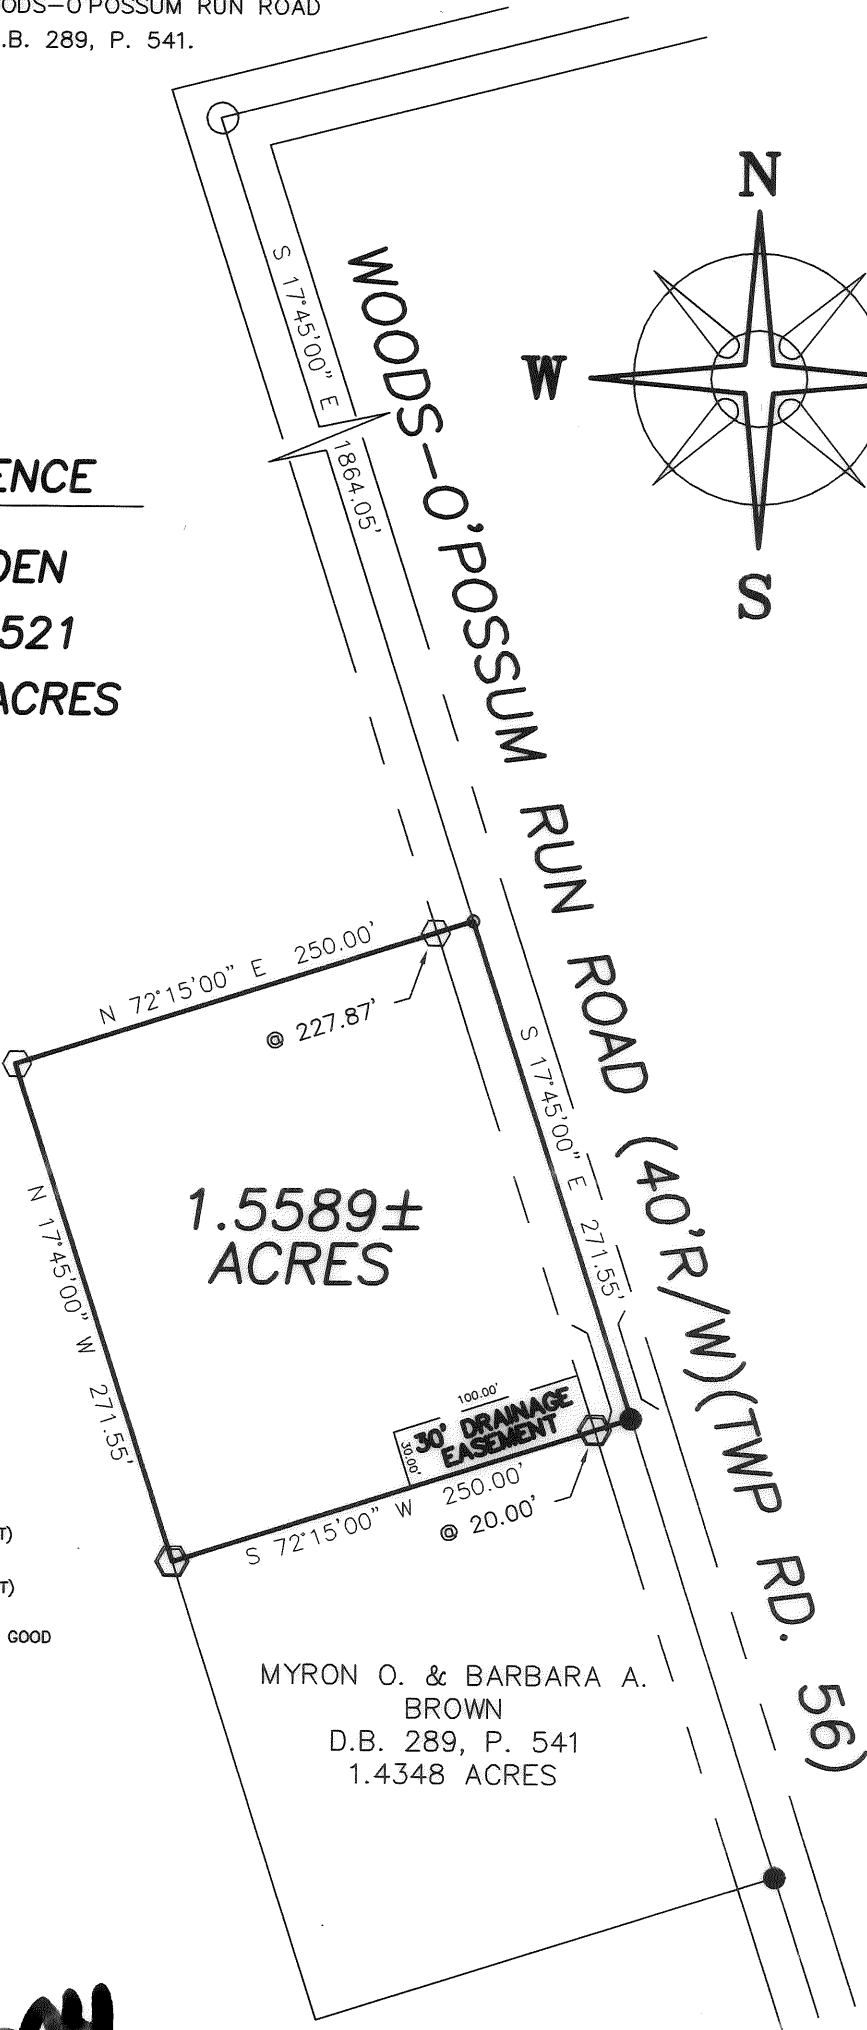 ODS-O'POSSUM RUN ROAD
.B. 289, P. 541.
N
W
S
S 17°45'00" E 1864.05'
WOODS-O'POSSUM RUN ROAD (40'R/W)(TWP RD. 56)
ENCE
DEN
521
ACRES
N 72°15'00" E 250.00'
@ 227.87'
S 17°45'00" E 271.55'
N 17°45'00" W 271.55'
1.5589±
ACRES
100.00'
30.00'
30' DRAINAGE
EASEMENT
S 72°15'00" W 250.00'
@ 20.00'
T)
T)
GOOD
MYRON O. & BARBARA A.
BROWN
D.B. 289, P. 541
1.4348 ACRES